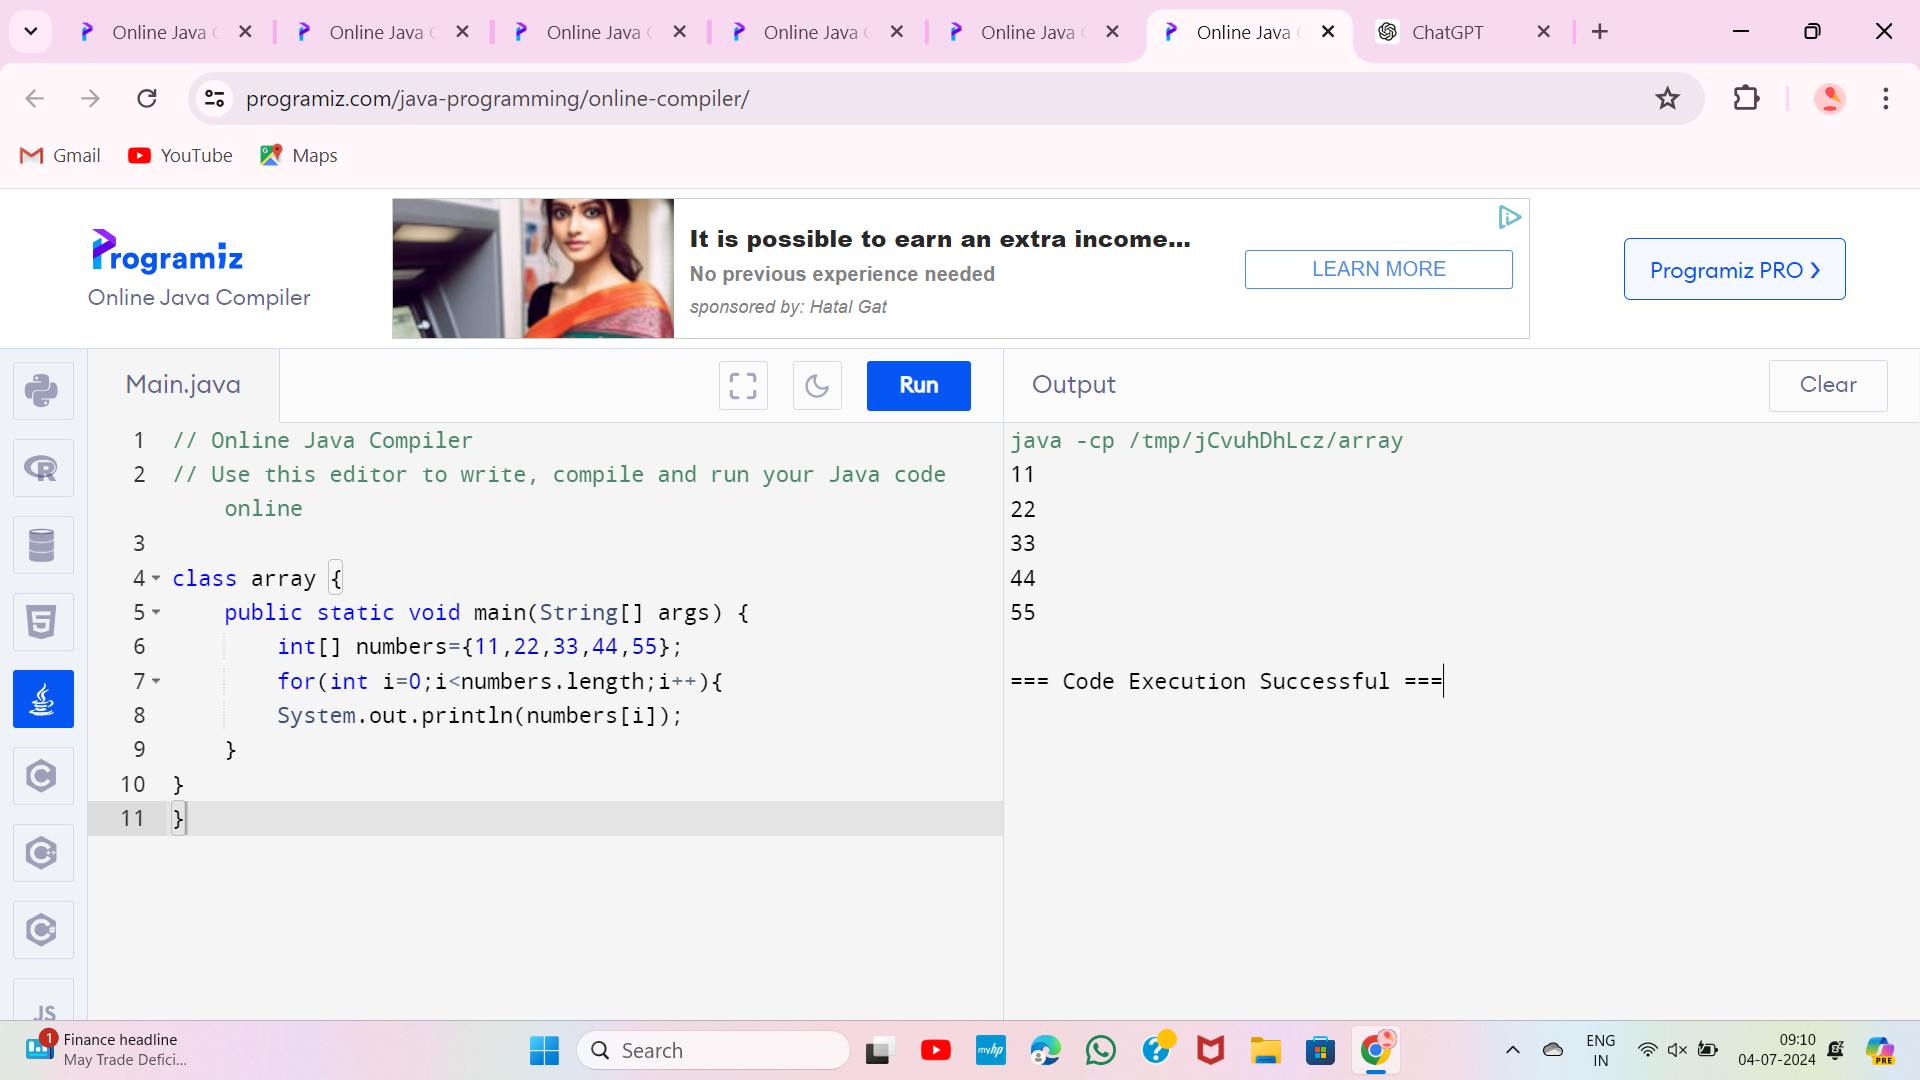 Online Java C
Online Java C
Online Java C
Online Java C
Online Java C
Online Java C
ChatGPT
programiz.com/java-programming/online-compiler/
Gmail
YouTube
Maps
Programiz
Online Java Compiler
It is possible to earn an extra income...
No previous experience needed
sponsored by: Hatal Gat
LEARN MORE
Programiz PRO ❯
Main.java
Run
Output
Clear
1 // Online Java Compiler
2 // Use this editor to write, compile and run your Java code
online
3
4 class array {
5 public static void main(String[] args) {
6 int[] numbers={11,22,33,44,55};
7 for(int i=0;i<numbers.length;i++){
8 System.out.println(numbers[i]);
9 }
10 }
11 }
java -cp /tmp/jCvuhDhLcz/array
11
22
33
44
55
=== Code Execution Successful ===
R
C
C++
C#
JS
1
Finance headline
May Trade Defici...
Search
myhp
ENG
IN
09:10
04-07-2024
PRE